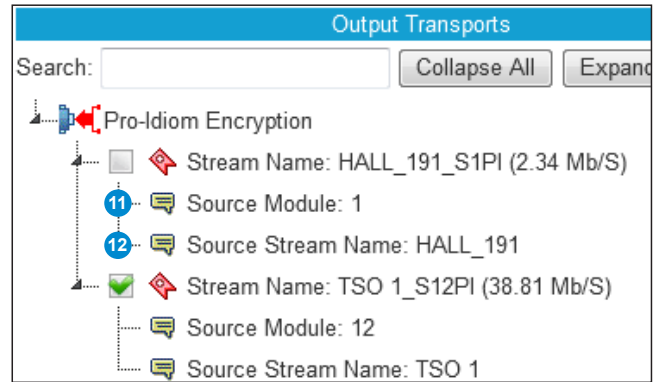 Output Transports
Search: Collapse All
Pro-Idiom Encryption
Stream Name: HALL_191_S1PI (2.34 Mb/S)
11 Source Module: 1
12 Source Stream Name: HALL_191
Stream Name: TSO 1_S12PI (38.81 Mb/S)
Source Module: 12
Source Stream Name: TSO 1